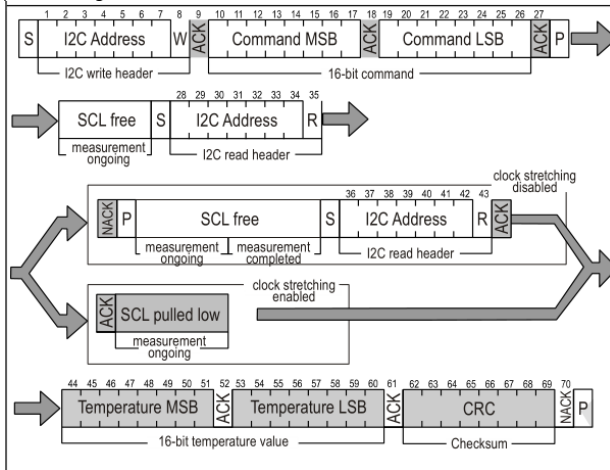 1 2 3 4 5 6 7 8 9 10 11 12 13 14 15 16 17 18 19 20 21 22 23 24 25 26 27
S I2C Address W ACK Command MSB ACK Command LSB ACK P
I2C write header 16-bit command
28 29 30 31 32 33 34 35
SCL free S I2C Address R
measurement ongoing I2C read header
clock stretching disabled
36 37 38 39 40 41 42 43
NACK P SCL free S I2C Address R ACK
measurement ongoing measurement completed I2C read header
clock stretching enabled
ACK SCL pulled low
measurement ongoing
44 45 46 47 48 49 50 51 52 53 54 55 56 57 58 59 60 61 62 63 64 65 66 67 68 69 70
Temperature MSB ACK Temperature LSB ACK CRC NACK P
16-bit temperature value Checksum